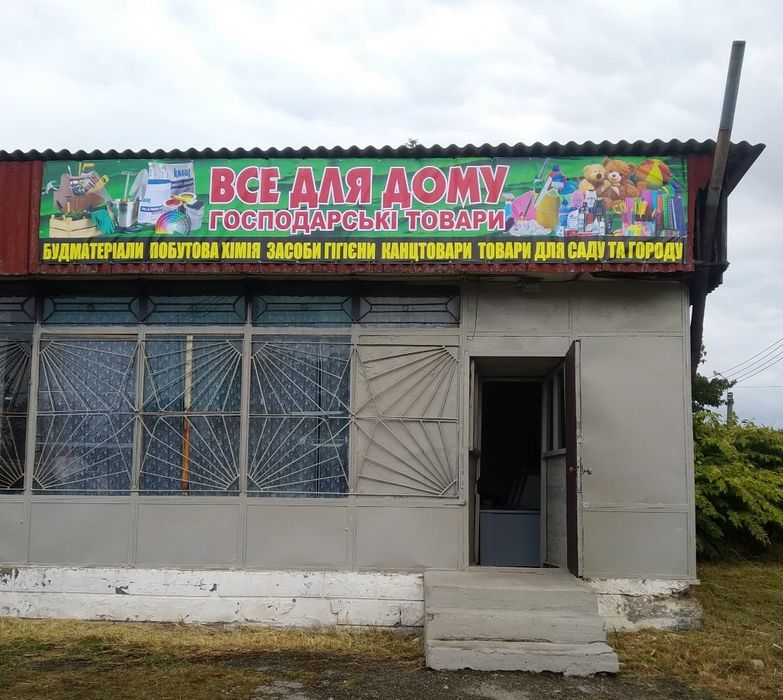 ВСЕ ДЛЯ ДОМУ
ГОСПОДАРСЬКІ ТОВАРИ
БУДМАТЕРІАЛИ ПОБУТОВА ХІМІЯ ЗАСОБИ ГІГІЄНИ КАНЦТОВАРИ ТОВАРИ ДЛЯ САДУ ТА ГОРОДУ